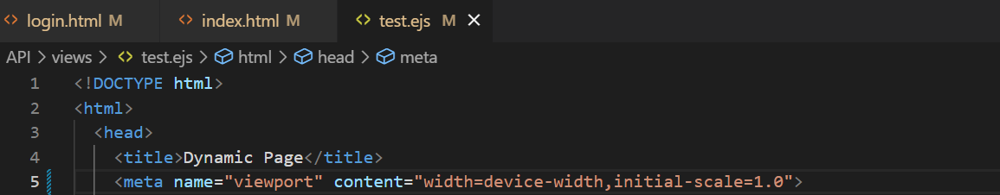 login.html M index.html M test.ejs M
API > views > test.ejs > html > head > meta
1 <!DOCTYPE html>
2 <html>
3 <head>
4 <title>Dynamic Page</title>
5 <meta name="viewport" content="width=device-width,initial-scale=1.0">